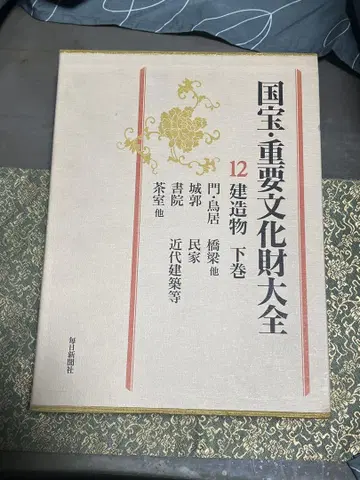 国宝・重要文化財大全
12 建造物 下巻
門・鳥居 橋梁他
城郭 民家
書院 近代建築等
茶室 他
毎日新聞社